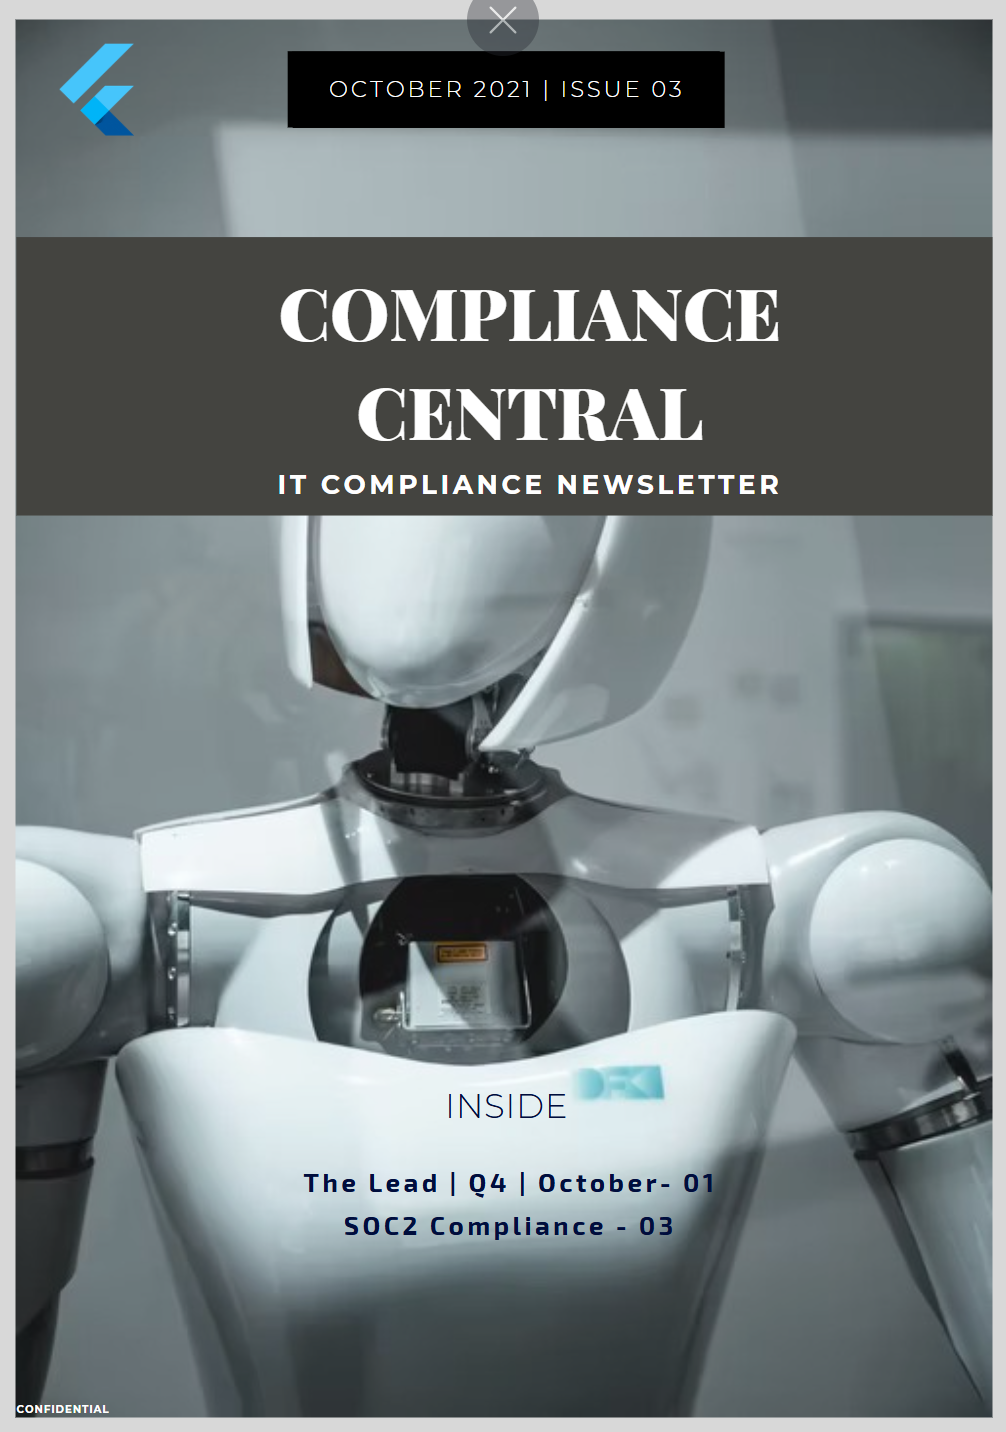 OCTOBER 2021 | ISSUE 03
COMPLIANCE
CENTRAL
IT COMPLIANCE NEWSLETTER
DFKI
INSIDE
The Lead | Q4 | October- 01
SOC2 Compliance - 03
CONFIDENTIAL